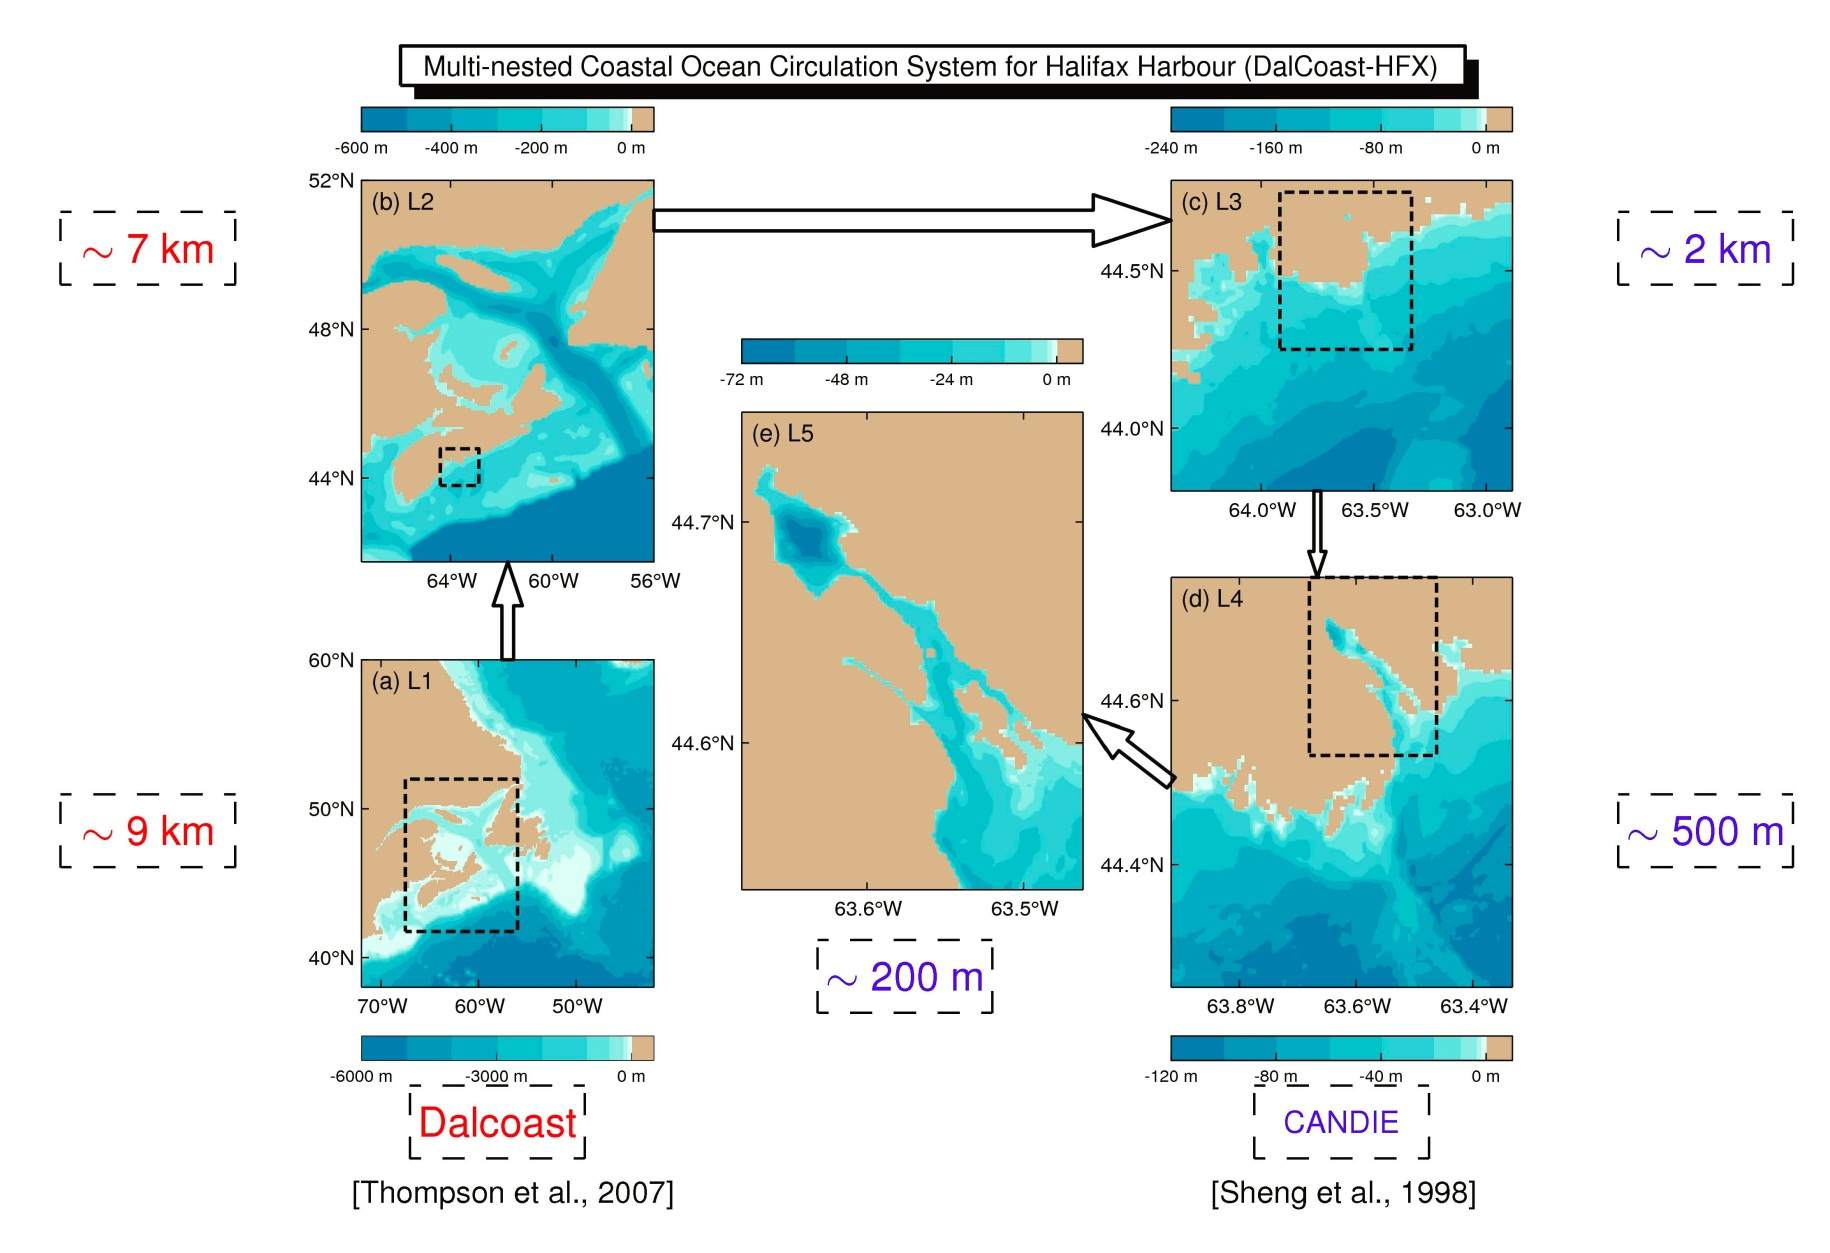 Multi-nested Coastal Ocean Circulation System for Halifax Harbour (DalCoast-HFX)
-600 m -400 m -200 m 0 m
-240 m -160 m -80 m 0 m
~ 7 km
(b) L2
52°N
48°N
44°N
64°W 60°W 56°W
(c) L3
44.5°N
44.0°N
64.0°W 63.5°W 63.0°W
~ 2 km
-72 m -48 m -24 m 0 m
(e) L5
44.7°N
44.6°N
63.6°W 63.5°W
~ 200 m
~ 9 km
(a) L1
60°N
50°N
40°N
70°W 60°W 50°W
-6000 m -3000 m 0 m
(d) L4
44.6°N
44.4°N
63.8°W 63.6°W 63.4°W
~ 500 m
-120 m -80 m -40 m 0 m
Dalcoast
CANDIE
[Thompson et al., 2007]
[Sheng et al., 1998]